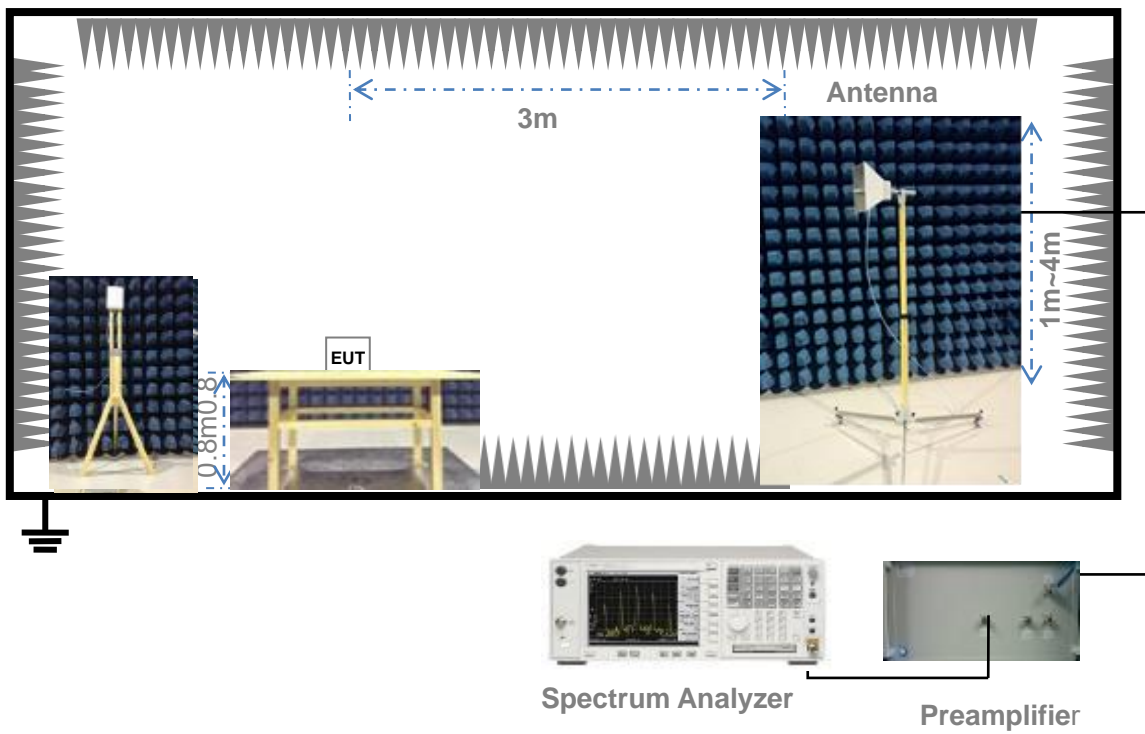 Antenna
3m
1m~4m
EUT
0.8m0.8
Spectrum Analyzer
Preamplifier